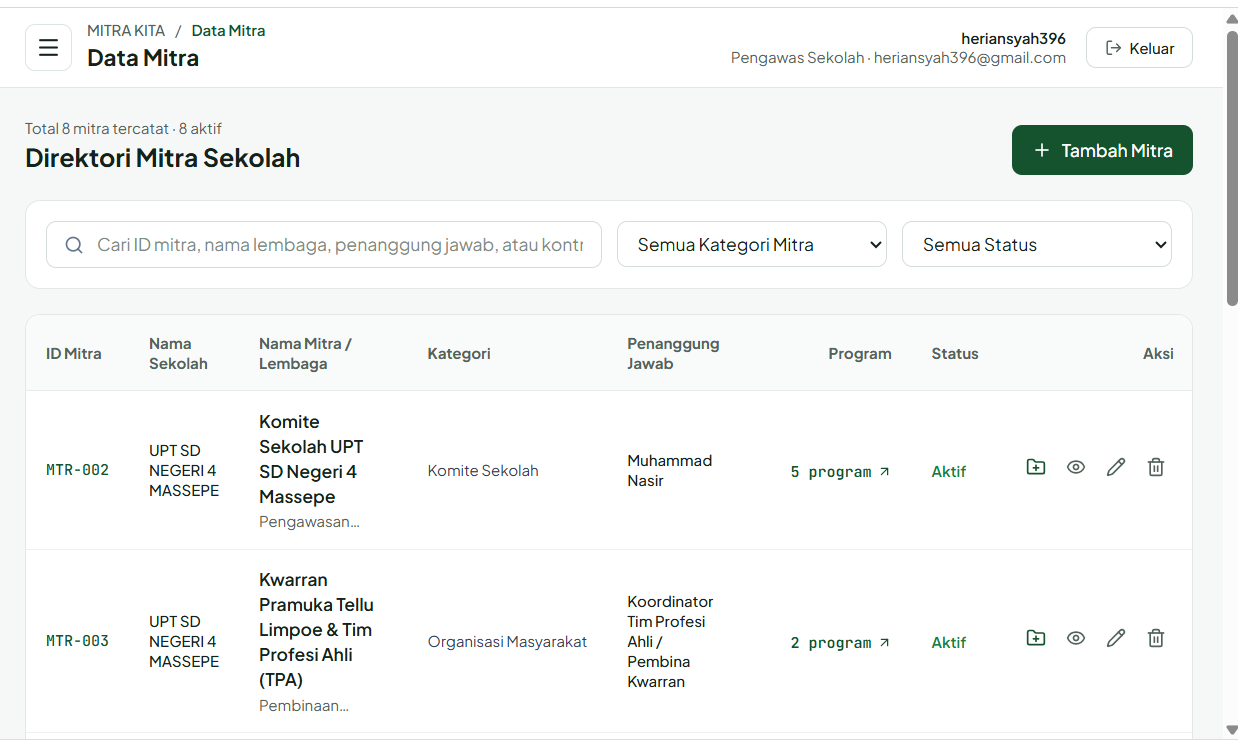 MITRA KITA / Data Mitra
Data Mitra
heriansyah396
Pengawas Sekolah · heriansyah396@gmail.com
Keluar
Total 8 mitra tercatat · 8 aktif
Direktori Mitra Sekolah
+ Tambah Mitra
Cari ID mitra, nama lembaga, penanggung jawab, atau kontr
Semua Kategori Mitra
Semua Status
ID Mitra
Nama
Sekolah
Nama Mitra /
Lembaga
Kategori
Penanggung
Jawab
Program
Status
Aksi
MTR-002
UPT SD
NEGERI 4
MASSEPE
Komite
Sekolah UPT
SD Negeri 4
Massepe
Pengawasan...
Komite Sekolah
Muhammad
Nasir
5 program ↗
Aktif
MTR-003
UPT SD
NEGERI 4
MASSEPE
Kwarran
Pramuka Tellu
Limpoe & Tim
Profesi Ahli
(TPA)
Pembinaan...
Organisasi Masyarakat
Koordinator
Tim Profesi
Ahli /
Pembina
Kwarran
2 program ↗
Aktif